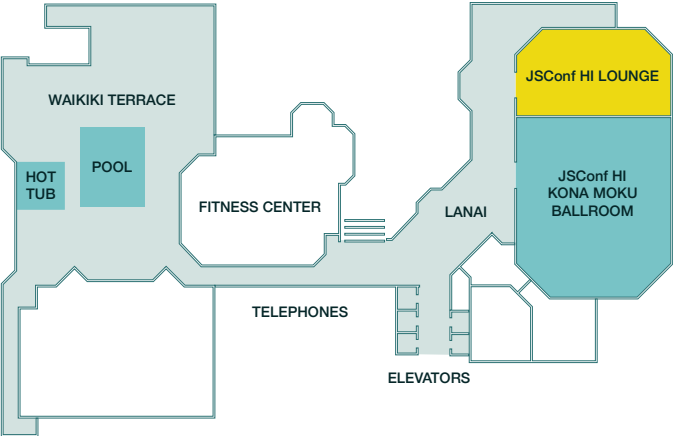 JSConf HI LOUNGE
WAIKIKI TERRACE
POOL
HOT
TUB
JSConf HI
KONA MOKU
BALLROOM
FITNESS CENTER
LANAI
TELEPHONES
ELEVATORS